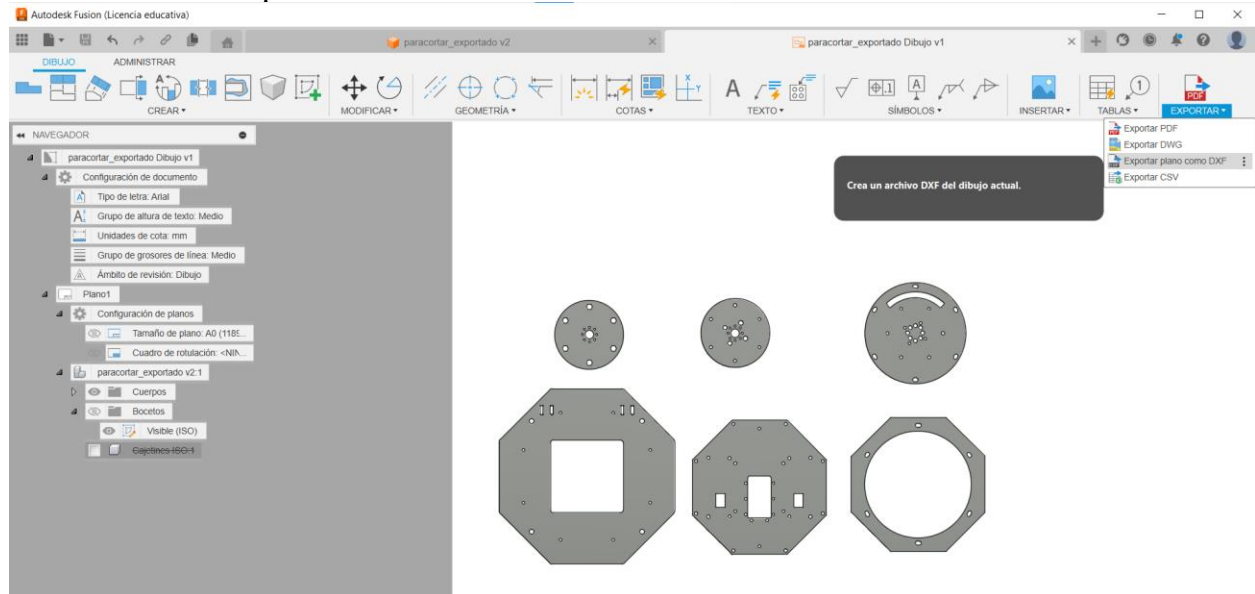 Autodesk Fusion (Licencia educativa)
paracortar_exportado v2
paracortar_exportado Dibujo v1
DIBUJO
ADMINISTRAR
CREAR
MODIFICAR
GEOMETRÍA
COTAS
TEXTO
SÍMBOLOS
INSERTAR
TABLAS
EXPORTAR
Exportar PDF
Exportar DWG
Exportar plano como DXF
Exportar CSV
Crea un archivo DXF del dibujo actual.
NAVEGADOR
paracortar_exportado Dibujo v1
Configuración de documento
Tipo de letra: Arial
Grupo de altura de texto: Medio
Unidades de cota: mm
Grupo de grosores de línea: Medio
Ámbito de revisión: Dibujo
Plano1
Configuración de planos
Tamaño de plano: A0 (118...
Cuadro de rotulación: <NIN...
paracortar_exportado v2:1
Cuerpos
Bocetos
Visible (ISO)
Cajetines ISO:1